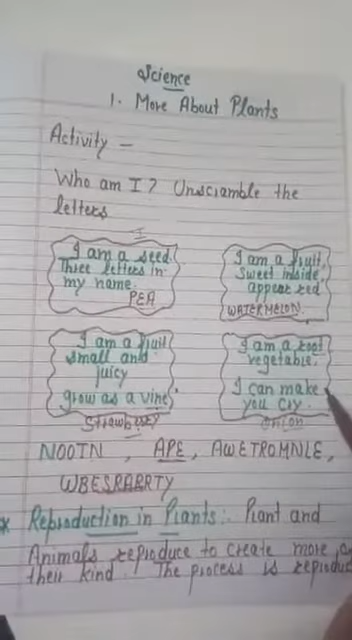 Science
1. More About Plants
Activity -
Who am I? Unscramble the
letters
I am a seed.
Three letters in
my name.
PEA
I am a fruit,
Sweet inside,
appear red
WATERMELON.
I am a fruit
small and
juicy
grow as a vine
Strawberry
I am a root
vegetable.
I can make
you cry.
Onion
NOOTN, APE, AWETROMNLE,
WBESRABRRTY
* Reproduction in Plants:. Plant and
Animals reproduce to create more
their kind. The process is